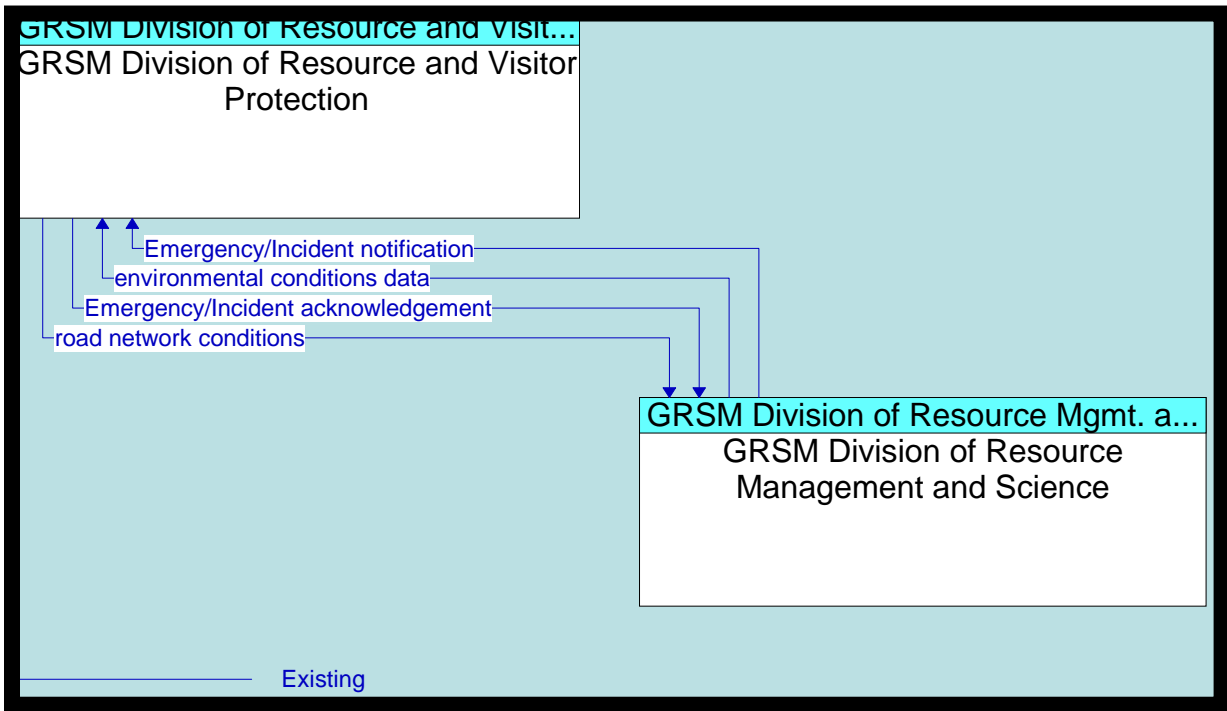 GRSM Division of Resource and Visit...
GRSM Division of Resource and Visitor
Protection
Emergency/Incident notification
environmental conditions data
Emergency/Incident acknowledgement
road network conditions
GRSM Division of Resource Mgmt. a...
GRSM Division of Resource
Management and Science
Existing